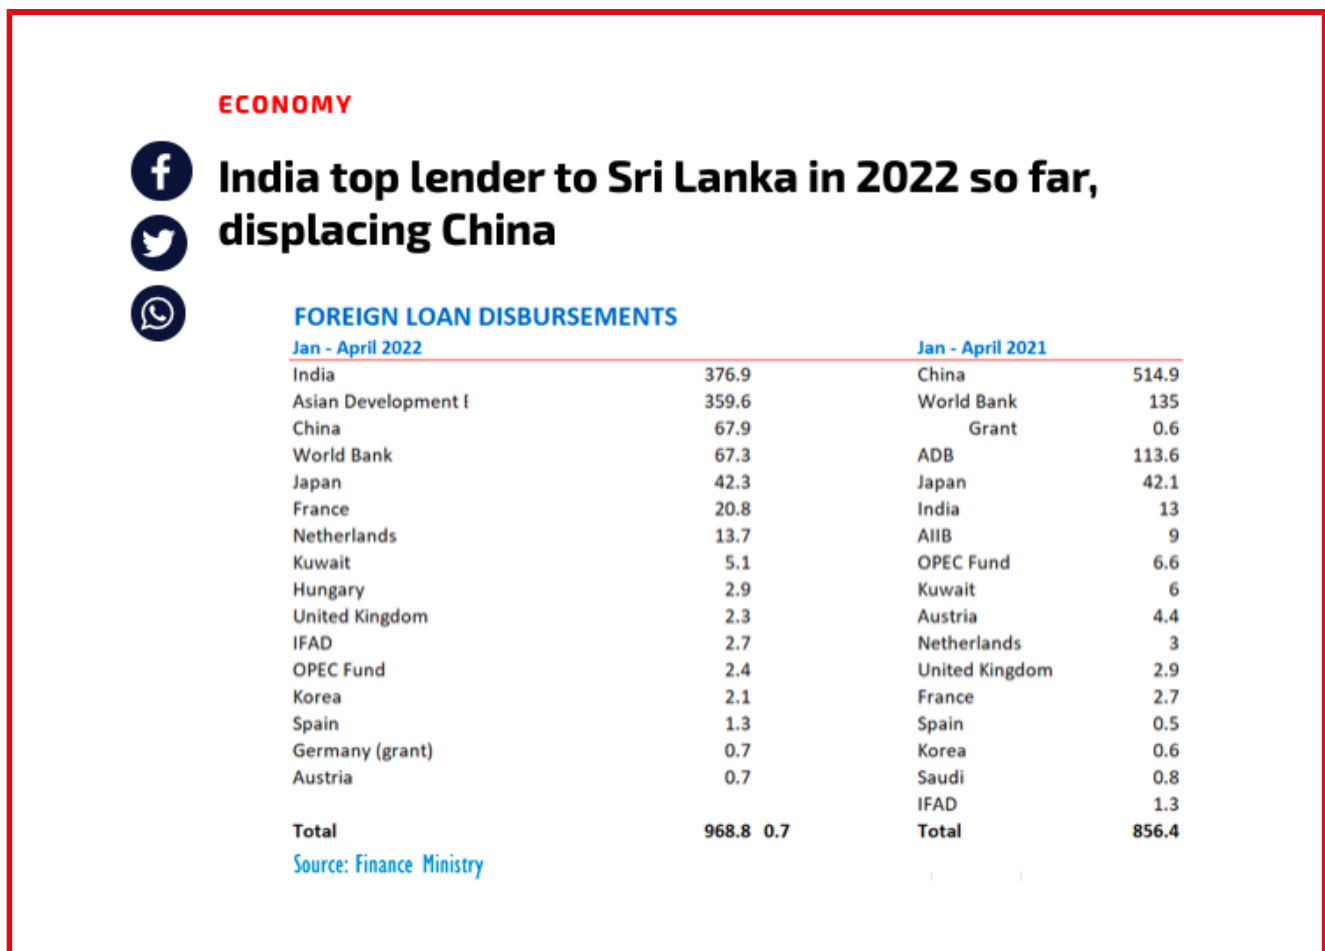 ECONOMY
India top lender to Sri Lanka in 2022 so far,
displacing China
FOREIGN LOAN DISBURSEMENTS
Jan - April 2022 Jan - April 2021
India 376.9 China 514.9
Asian Development 359.6 World Bank 135
China 67.9 Grant 0.6
World Bank 67.3 ADB 113.6
Japan 42.3 Japan 42.1
France 20.8 India 13
Netherlands 13.7 AIIB 9
Kuwait 5.1 OPEC Fund 6.6
Hungary 2.9 Kuwait 6
United Kingdom 2.3 Austria 4.4
IFAD 2.7 Netherlands 3
OPEC Fund 2.4 United Kingdom 2.9
Korea 2.1 France 2.7
Spain 1.3 Spain 0.5
Germany (grant) 0.7 Korea 0.6
Austria 0.7 Saudi 0.8
IFAD 1.3
Total 968.8 0.7 Total 856.4
Source: Finance Ministry